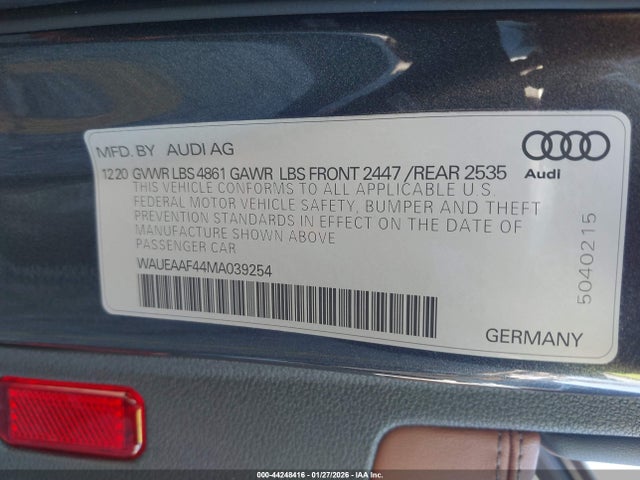 MFD. BY AUDI AG
12.20 GVWR LBS 4861 GAWR LBS FRONT 2447 /REAR 2535
THIS VEHICLE CONFORMS TO ALL APPLICABLE U.S.
FEDERAL MOTOR VEHICLE SAFETY, BUMPER AND THEFT
PREVENTION STANDARDS IN EFFECT ON THE DATE OF
MANUFACTURE SHOWN ABOVE
PASSENGER CAR
WAUEAAF44MA039254
Audi
5040215
GERMANY
000-44248416 - 01/27/2026 - IAA Inc.